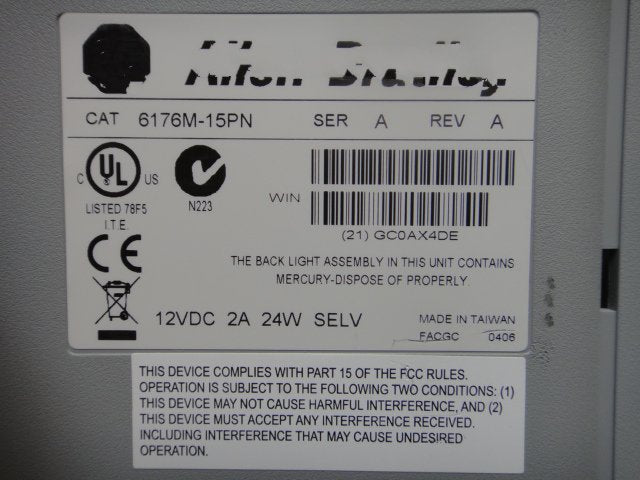 Allen-Bradley
CAT 6176M-15PN SER A REV A
C UL US
LISTED 78F5
I.T.E.
N223
WIN
(21) GC0AX4DE
CE
THE BACK LIGHT ASSEMBLY IN THIS UNIT CONTAINS
MERCURY-DISPOSE OF PROPERLY
12VDC 2A 24W SELV
MADE IN TAIWAN
FACGC 0406
THIS DEVICE COMPLIES WITH PART 15 OF THE FCC RULES.
OPERATION IS SUBJECT TO THE FOLLOWING TWO CONDITIONS: (1)
THIS DEVICE MAY NOT CAUSE HARMFUL INTERFERENCE, AND (2)
THIS DEVICE MUST ACCEPT ANY INTERFERENCE RECEIVED.
INCLUDING INTERFERENCE THAT MAY CAUSE UNDESIRED
OPERATION.